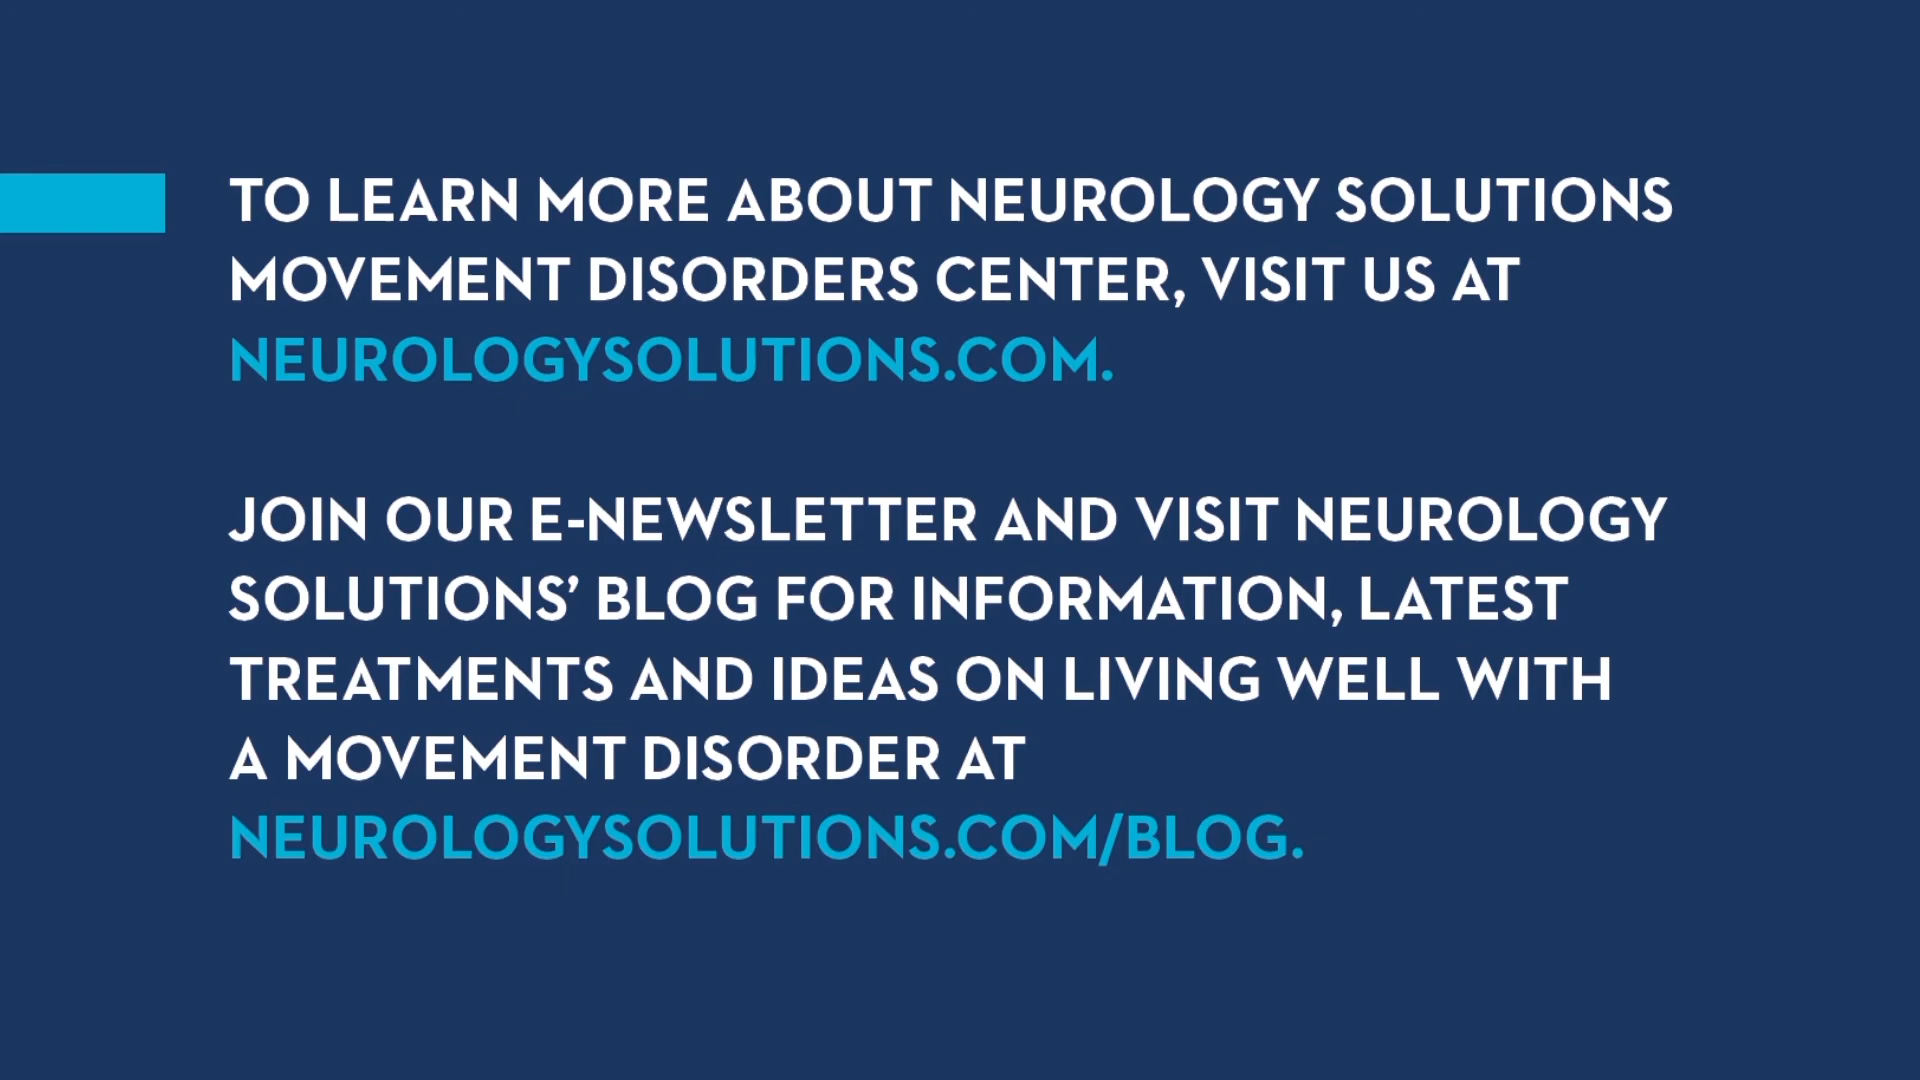 TO LEARN MORE ABOUT NEUROLOGY SOLUTIONS
MOVEMENT DISORDERS CENTER, VISIT US AT
NEUROLOGYSOLUTIONS.COM.
JOIN OUR E-NEWSLETTER AND VISIT NEUROLOGY
SOLUTIONS’ BLOG FOR INFORMATION, LATEST
TREATMENTS AND IDEAS ON LIVING WELL WITH
A MOVEMENT DISORDER AT
NEUROLOGYSOLUTIONS.COM/BLOG.